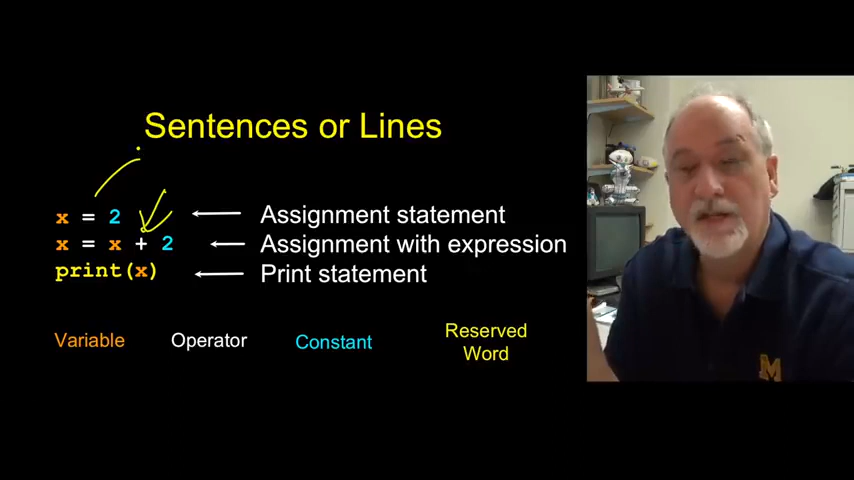 Sentences or Lines
x = 2 Assignment statement
x = x + 2 Assignment with expression
print(x) Print statement
Variable Operator Constant Reserved Word
M